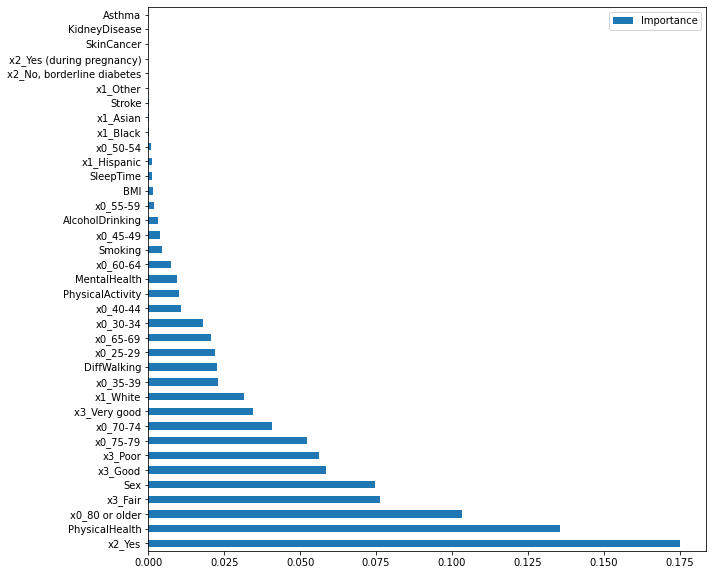 Importance
Asthma
KidneyDisease
SkinCancer
x2_Yes (during pregnancy)
x2_No, borderline diabetes
x1_Other
Stroke
x1_Asian
x1_Black
x0_50-54
x1_Hispanic
SleepTime
BMI
x0_55-59
AlcoholDrinking
x0_45-49
Smoking
x0_60-64
MentalHealth
PhysicalActivity
x0_40-44
x0_30-34
x0_65-69
x0_25-29
DiffWalking
x0_35-39
x1_White
x3_Very good
x0_70-74
x0_75-79
x3_Poor
x3_Good
Sex
x3_Fair
x0_80 or older
PhysicalHealth
x2_Yes
0.000 0.025 0.050 0.075 0.100 0.125 0.150 0.175